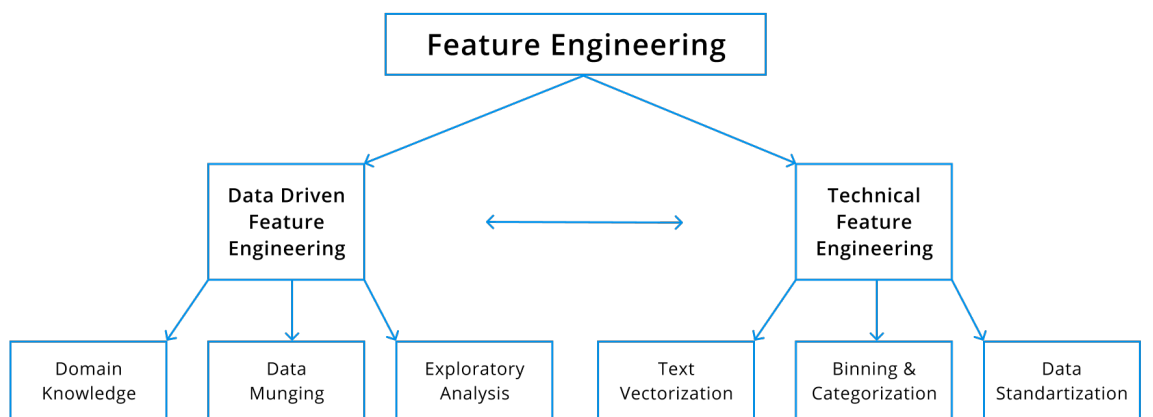 Feature Engineering
Data Driven
Feature
Engineering
Technical
Feature
Engineering
Domain
Knowledge
Data
Munging
Exploratory
Analysis
Text
Vectorization
Binning &
Categorization
Data
Standartization